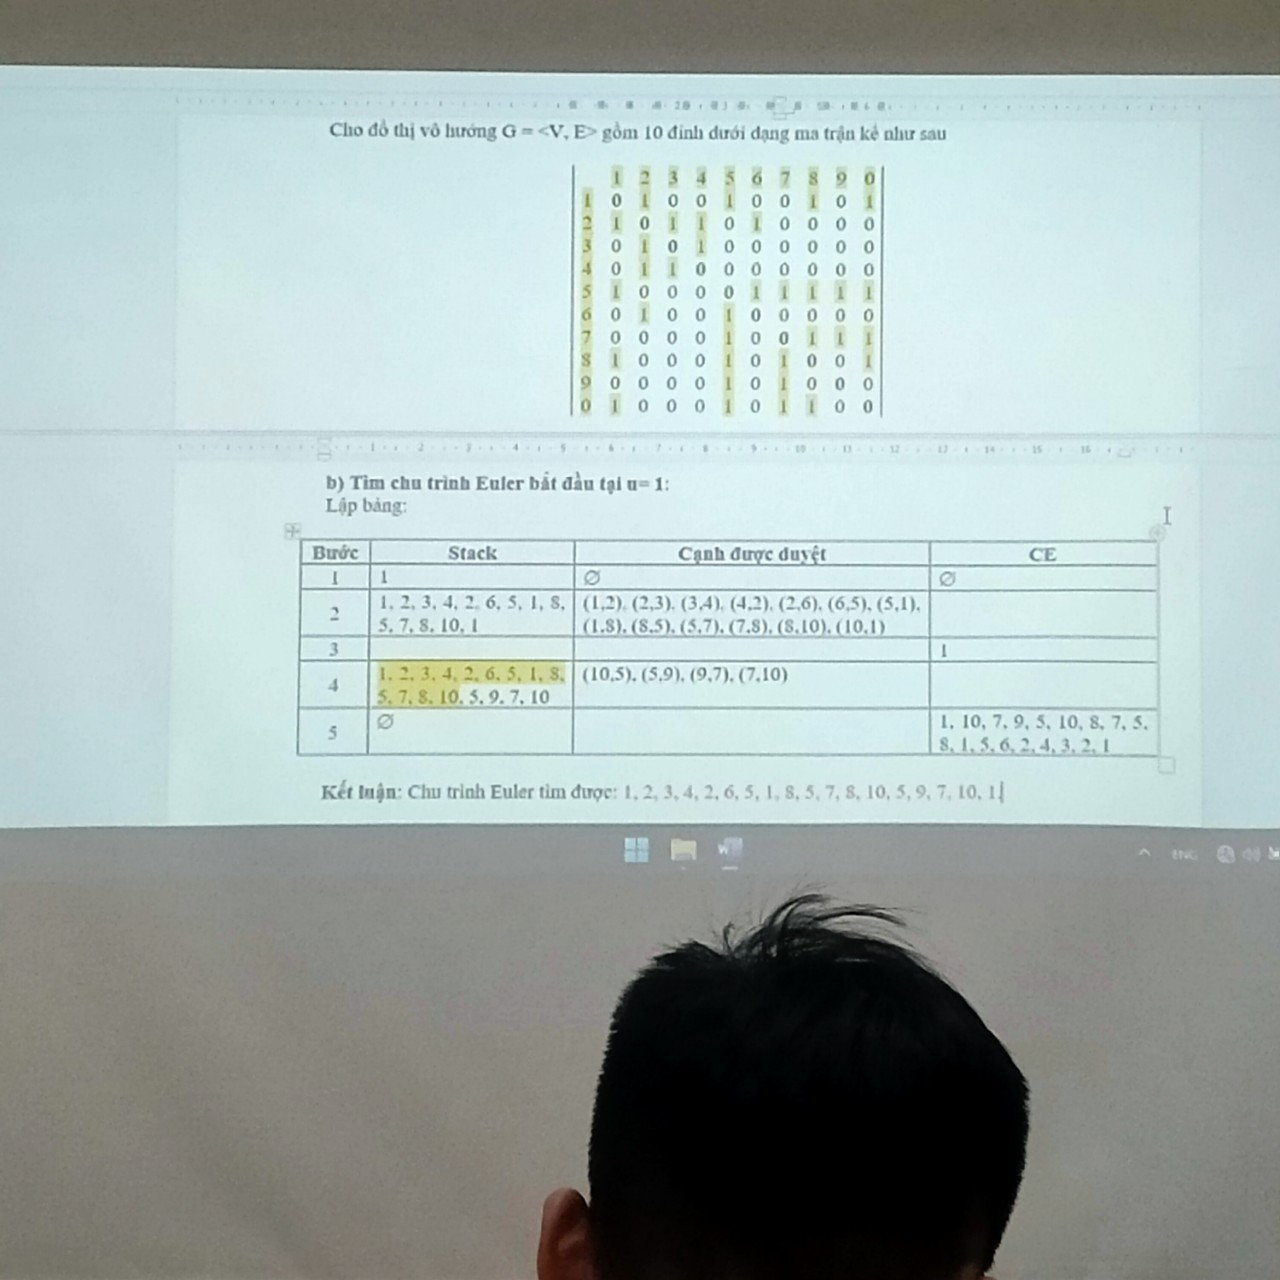 Cho đồ thị vô hướng G = <V, E> gồm 10 đỉnh dưới dạng ma trận kề như sau
1 2 3 4 5 6 7 8 9 0
1 0 1 0 0 1 0 0 1 0 1
2 1 0 1 1 0 1 0 0 0 0
3 0 1 0 1 0 0 0 0 0 0
4 0 1 1 0 0 0 0 0 0 0
5 1 0 0 0 0 1 1 1 1 1
6 0 1 0 0 1 0 0 0 0 0
7 0 0 0 0 1 0 0 1 1 1
8 1 0 0 0 1 0 1 0 0 1
9 0 0 0 0 1 0 1 0 0 0
0 1 0 0 0 1 0 1 1 0 0
b) Tìm chu trình Euler bắt đầu tại u= 1:
Lập bảng:
Bước Stack Cạnh được duyệt CE
1 1 ∅ ∅
2 1, 2, 3, 4, 2, 6, 5, 1, 8, (1,2), (2,3), (3,4), (4,2), (2,6), (6,5), (5,1),
5, 7, 8, 10, 1 (1,8), (8,5), (5,7), (7,8), (8,10), (10,1)
3 1
4 1, 2, 3, 4, 2, 6, 5, 1, 8, (10,5), (5,9), (9,7), (7,10)
5, 7, 8, 10, 5, 9, 7, 10
5 ∅ 1, 10, 7, 9, 5, 10, 8, 7, 5,
8, 1, 5, 6, 2, 4, 3, 2, 1
Kết luận: Chu trình Euler tìm được: 1, 2, 3, 4, 2, 6, 5, 1, 8, 5, 7, 8, 10, 5, 9, 7, 10, 1
ENG